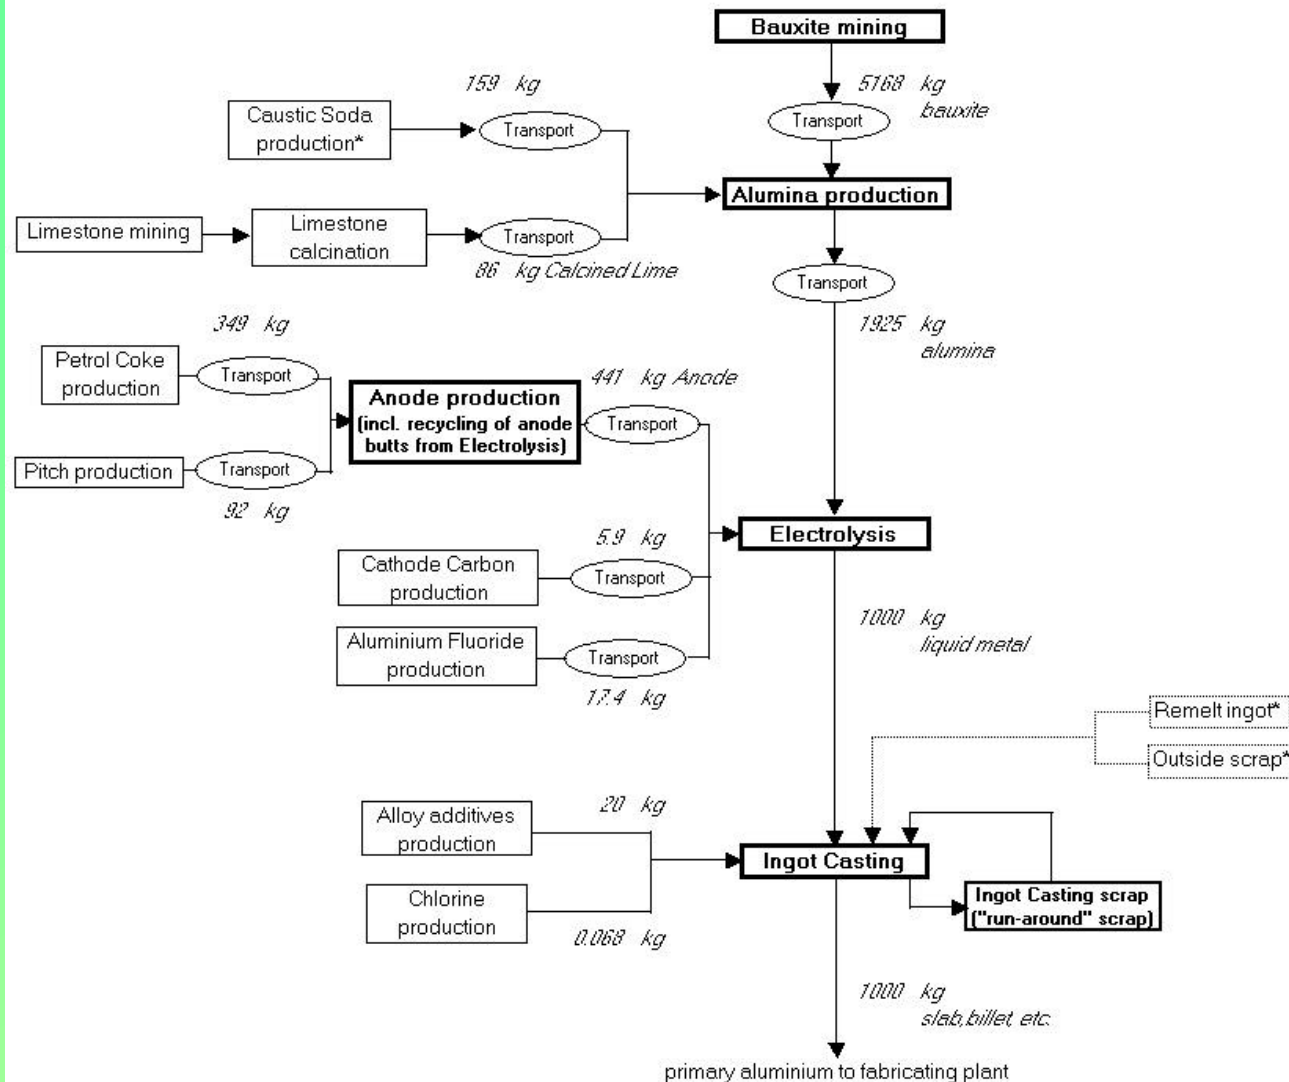 Bauxite mining
159 kg
5168 kg
bauxite
Caustic Soda
production*
Transport
Transport
Alumina production
Limestone mining
Limestone
calcination
Transport
86 kg Calcined Lime
Transport
1925 kg
alumina
349 kg
Petrol Coke
production
Transport
441 kg Anode
Anode production
(incl. recycling of anode
butts from Electrolysis)
Transport
Pitch production
Transport
92 kg
Electrolysis
5.9 kg
Cathode Carbon
production
Transport
1000 kg
liquid metal
Aluminium Fluoride
production
Transport
17.4 kg
Remelt ingot*
Outside scrap*
20 kg
Alloy additives
production
Ingot Casting
Chlorine
production
0.068 kg
Ingot Casting scrap
("run-around" scrap)
1000 kg
slab,billet, etc.
primary aluminium to fabricating plant